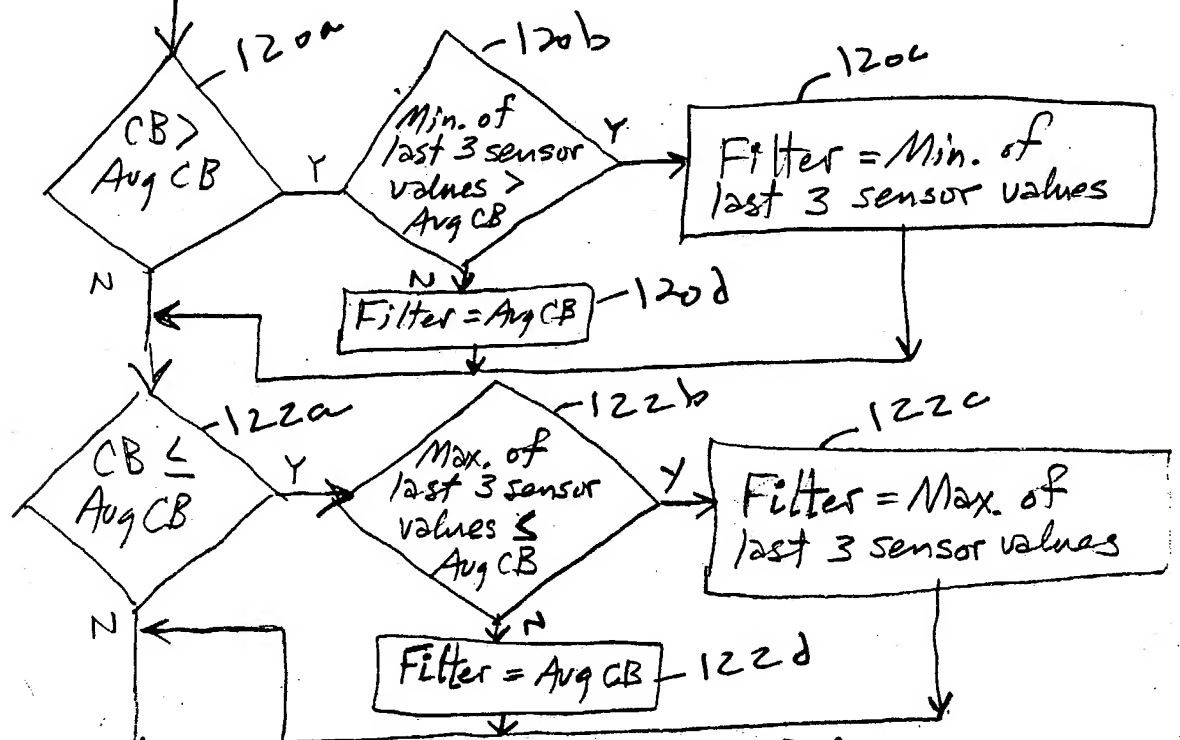 120a
120b
120c
CB >
Avg CB
Y
Min. of
last 3 sensor
values >
Avg CB
Y
Filter = Min. of
last 3 sensor values
N
N
Filter = Avg CB
120d
122a
122b
122c
CB ≤
Avg CB
Y
Max. of
last 3 sensor
values ≤
Avg CB
Y
Filter = Max. of
last 3 sensor values
N
N
Filter = Avg CB
122d